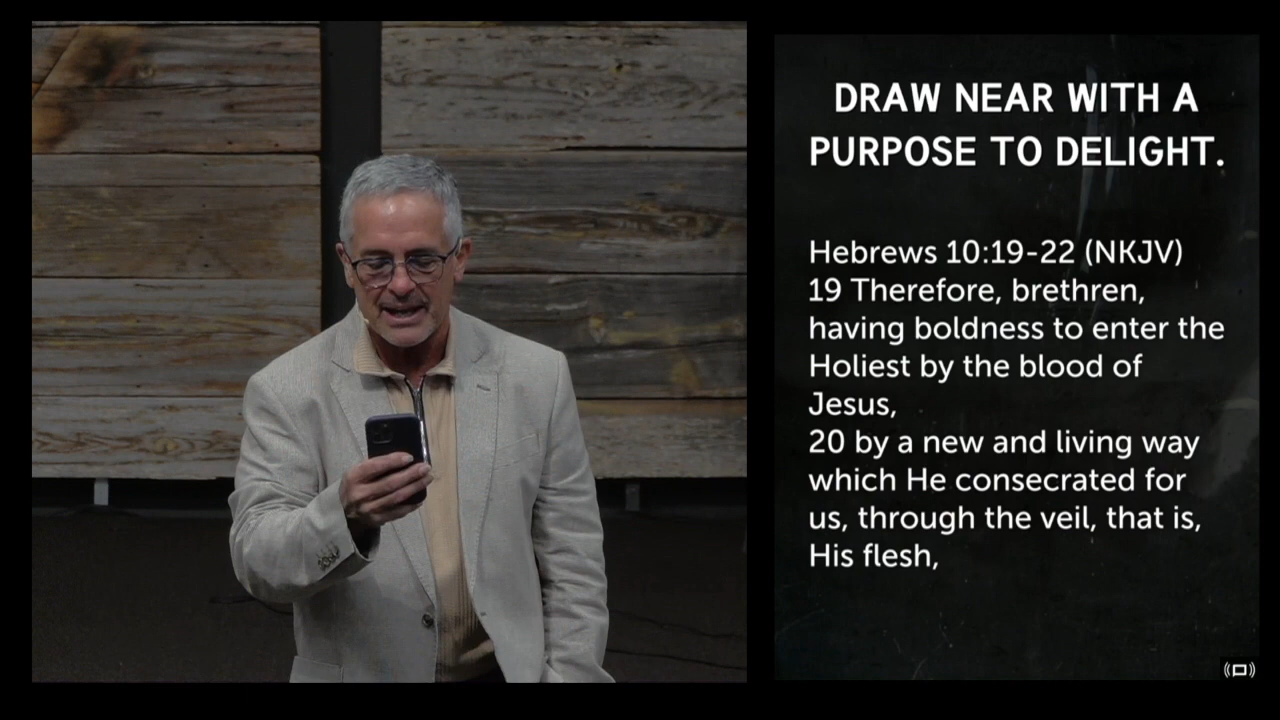 DRAW NEAR WITH A
PURPOSE TO DELIGHT.
Hebrews 10:19-22 (NKJV)
19 Therefore, brethren,
having boldness to enter the
Holiest by the blood of
Jesus,
20 by a new and living way
which He consecrated for
us, through the veil, that is,
His flesh,